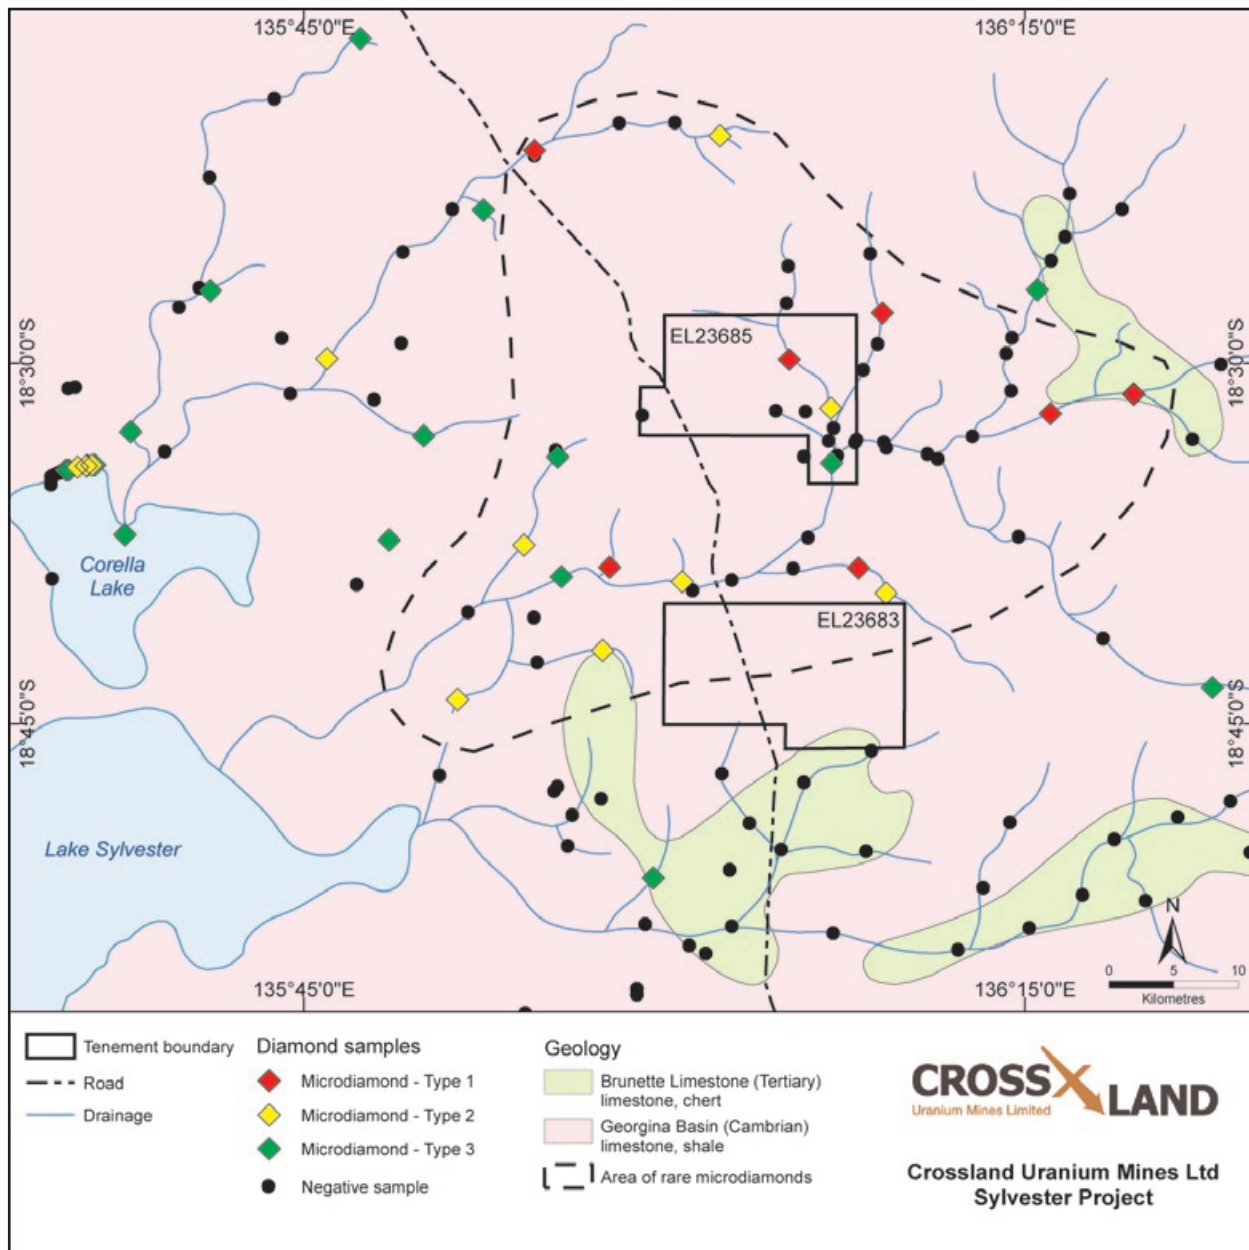 135°45'0"E
136°15'0"E
EL23685
18°30'0"S
18°30'0"S
Corella
Lake
EL23683
18°45'0"S
18°45'0"S
Lake Sylvester
N
135°45'0"E
136°15'0"E
0 5 10
Kilometres
Tenement boundary
Road
Drainage
Diamond samples
Microdiamond - Type 1
Microdiamond - Type 2
Microdiamond - Type 3
Negative sample
Geology
Brunette Limestone (Tertiary)
limestone, chert
Georgina Basin (Cambrian)
limestone, shale
Area of rare microdiamonds
CROSSXLAND
Uranium Mines Limited
Crossland Uranium Mines Ltd
Sylvester Project